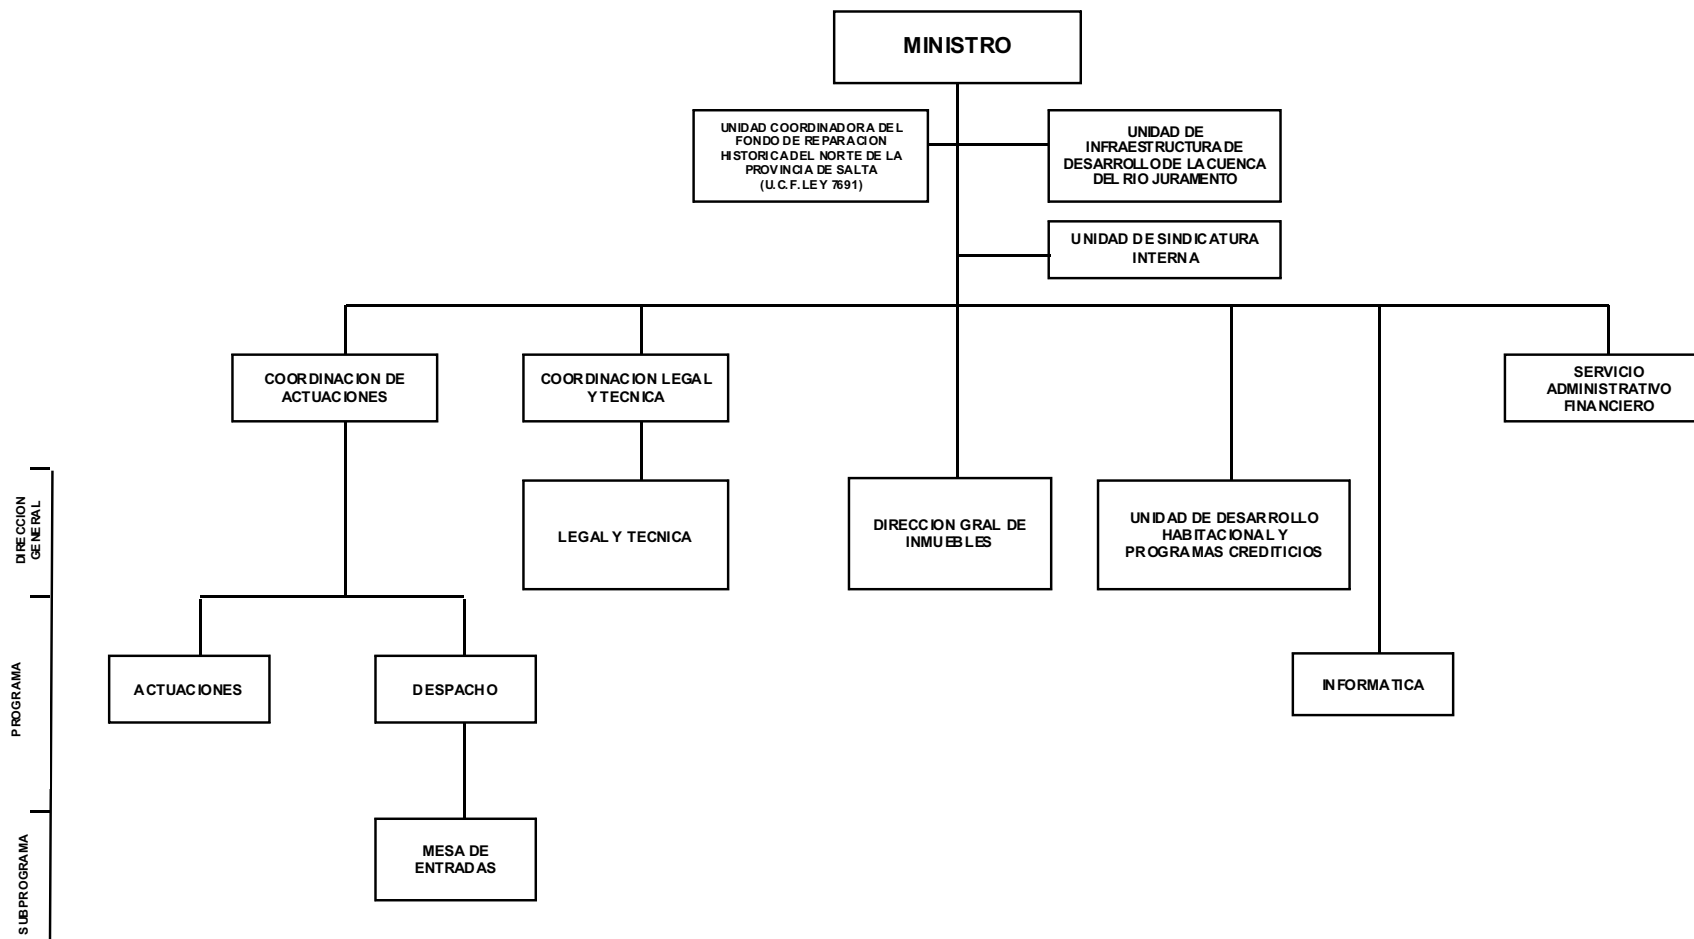 MINISTRO
UNIDAD COORDINADORA DEL
FONDO DE REPARACION
HISTORICA DEL NORTE DE LA
PROVINCIA DE SALTA
(U.C.F. LEY 7691)
UNIDAD DE
INFRAESTRUCTURA DE
DESARROLLO DE LA CUENCA
DEL RIO JURAMENTO
UNIDAD DE SINDICATURA
INTERNA
COORDINACION DE
ACTUACIONES
COORDINACION LEGAL
Y TECNICA
SERVICIO
ADMINISTRATIVO
FINANCIERO
DIRECCION
GENERAL
LEGAL Y TECNICA
DIRECCION GRAL DE
INMUEBLES
UNIDAD DE DESARROLLO
HABITACIONAL Y
PROGRAMAS CREDITICIOS
PROGRAMA
ACTUACIONES
DESPACHO
INFORMATICA
SUBPROGRAMA
MESA DE
ENTRADAS